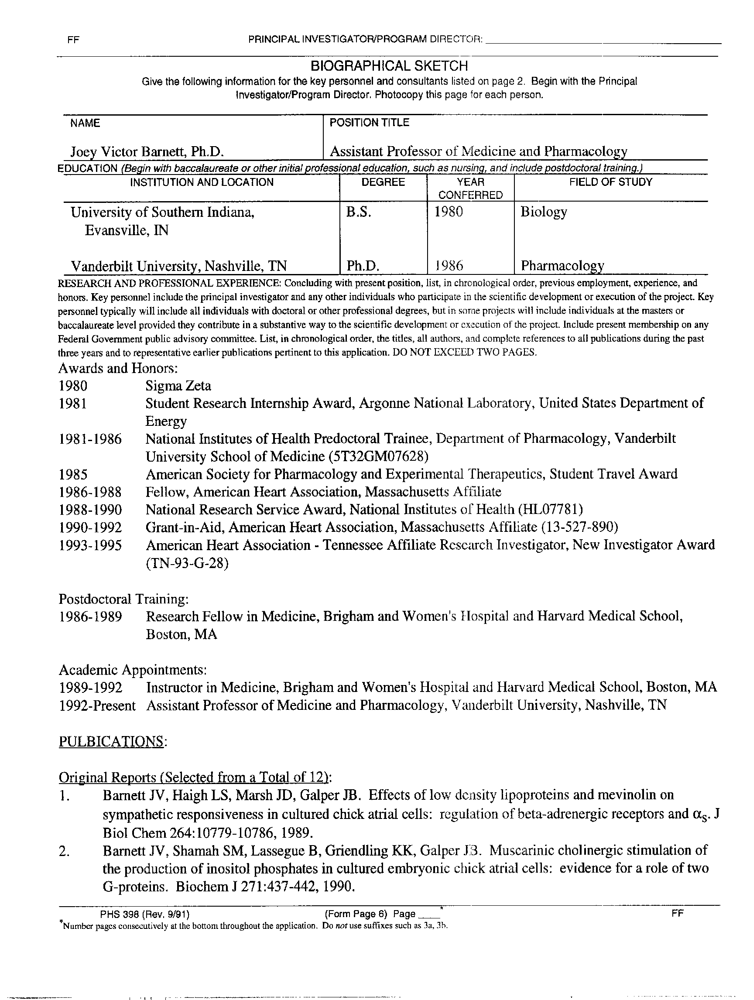 FF
PRINCIPAL INVESTIGATOR/PROGRAM DIRECTOR:
BIOGRAPHICAL SKETCH
Give the following information for the key personnel and consultants listed on page 2. Begin with the Principal
Investigator/Program Director. Photocopy this page for each person.
NAME
POSITION TITLE
Joey Victor Barnett, Ph.D.
Assistant Professor of Medicine and Pharmacology
EDUCATION (Begin with baccalaureate or other initial professional education, such as nursing, and include postdoctoral training.)
INSTITUTION AND LOCATION
DEGREE
YEAR
CONFERRED
FIELD OF STUDY
University of Southern Indiana,
Evansville, IN
B.S.
1980
Biology
Vanderbilt University, Nashville, TN
Ph.D.
1986
Pharmacology
RESEARCH AND PROFESSIONAL EXPERIENCE: Concluding with present position, list, in chronological order, previous employment, experience, and
honors. Key personnel include the principal investigator and any other individuals who participate in the scientific development or execution of the project. Key
personnel typically will include all individuals with doctoral or other professional degrees, but in some projects will include individuals at the masters or
baccalaureate level provided they contribute in a substantive way to the scientific development or execution of the project. Include present membership on any
Federal Government public advisory committee. List, in chronological order, the titles, all authors, and complete references to all publications during the past
three years and to representative earlier publications pertinent to this application. DO NOT EXCEED TWO PAGES.
Awards and Honors:
1980 Sigma Zeta
1981 Student Research Internship Award, Argonne National Laboratory, United States Department of
Energy
1981-1986 National Institutes of Health Predoctoral Trainee, Department of Pharmacology, Vanderbilt
University School of Medicine (5T32GM07628)
1985 American Society for Pharmacology and Experimental Therapeutics, Student Travel Award
1986-1988 Fellow, American Heart Association, Massachusetts Affiliate
1988-1990 National Research Service Award, National Institutes of Health (HL07781)
1990-1992 Grant-in-Aid, American Heart Association, Massachusetts Affiliate (13-527-890)
1993-1995 American Heart Association - Tennessee Affiliate Research Investigator, New Investigator Award
(TN-93-G-28)
Postdoctoral Training:
1986-1989 Research Fellow in Medicine, Brigham and Women's Hospital and Harvard Medical School,
Boston, MA
Academic Appointments:
1989-1992 Instructor in Medicine, Brigham and Women's Hospital and Harvard Medical School, Boston, MA
1992-Present Assistant Professor of Medicine and Pharmacology, Vanderbilt University, Nashville, TN
PULBICATIONS:
Original Reports (Selected from a Total of 12):
1. Barnett JV, Haigh LS, Marsh JD, Galper JB. Effects of low density lipoproteins and mevinolin on
sympathetic responsiveness in cultured chick atrial cells: regulation of beta-adrenergic receptors and αs. J
Biol Chem 264:10779-10786, 1989.
2. Barnett JV, Shamah SM, Lassegue B, Griendling KK, Galper JB. Muscarinic cholinergic stimulation of
the production of inositol phosphates in cultured embryonic chick atrial cells: evidence for a role of two
G-proteins. Biochem J 271:437-442, 1990.
PHS 398 (Rev. 9/91)
(Form Page 6) Page ____*
FF
*Number pages consecutively at the bottom throughout the application. Do not use suffixes such as 3a, 3b.